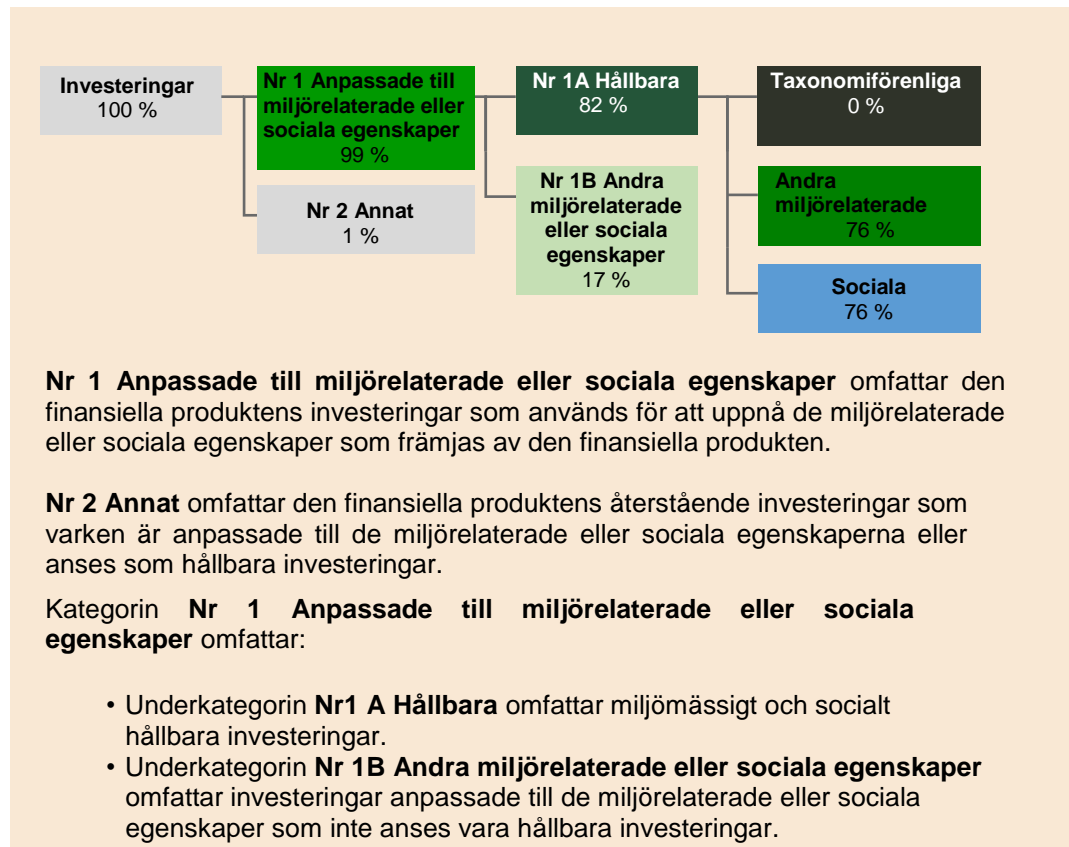 Investeringar
100 %
Nr 1 Anpassade till
miljörelaterade eller
sociala egenskaper
99 %
Nr 2 Annat
1 %
Nr 1A Hållbara
82 %
Nr 1B Andra
miljörelaterade
eller sociala
egenskaper
17 %
Taxonomiförenliga
0 %
Andra
miljörelaterade
76 %
Sociala
76 %
Nr 1 Anpassade till miljörelaterade eller sociala egenskaper omfattar den
finansiella produktens investeringar som används för att uppnå de miljörelaterade
eller sociala egenskaper som främjas av den finansiella produkten.
Nr 2 Annat omfattar den finansiella produktens återstående investeringar som
varken är anpassade till de miljörelaterade eller sociala egenskaperna eller
anses som hållbara investeringar.
Kategorin Nr 1 Anpassade till miljörelaterade eller sociala
egenskaper omfattar:
• Underkategorin Nr1 A Hållbara omfattar miljömässigt och socialt
hållbara investeringar.
• Underkategorin Nr 1B Andra miljörelaterade eller sociala egenskaper
omfattar investeringar anpassade till de miljörelaterade eller sociala
egenskaper som inte anses vara hållbara investeringar.